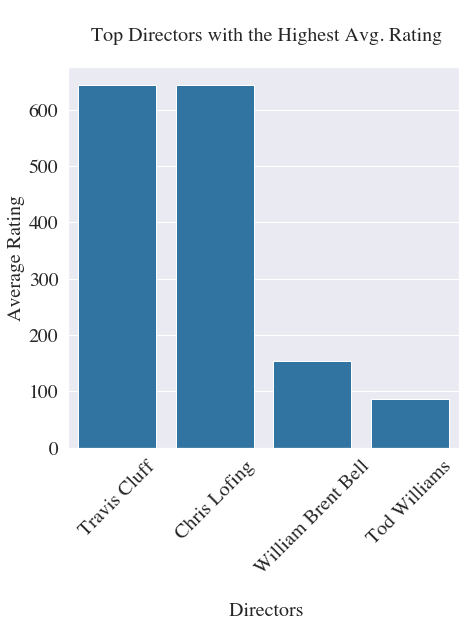 Top Directors with the Highest Avg. Rating
Average Rating
600
500
400
300
200
100
0
Travis Cluff
Chris Lofing
William Brent Bell
Tod Williams
Directors